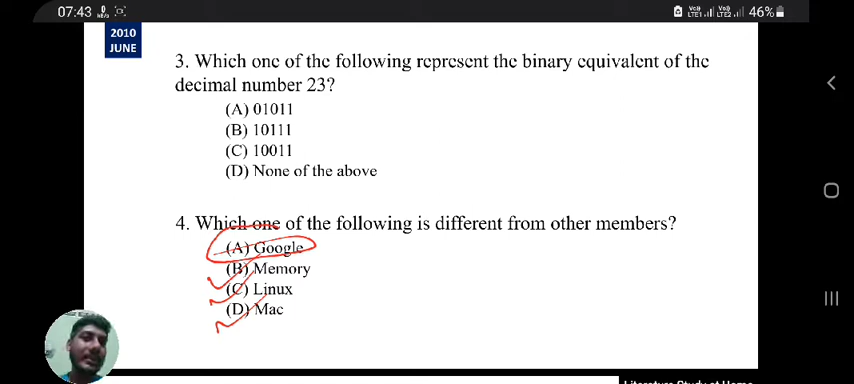 07:43
46%
2010
JUNE
3. Which one of the following represent the binary equivalent of the
decimal number 23?
(A) 01011
(B) 10111
(C) 10011
(D) None of the above
4. Which one of the following is different from other members?
(A) Google
(B) Memory
(C) Linux
(D) Mac